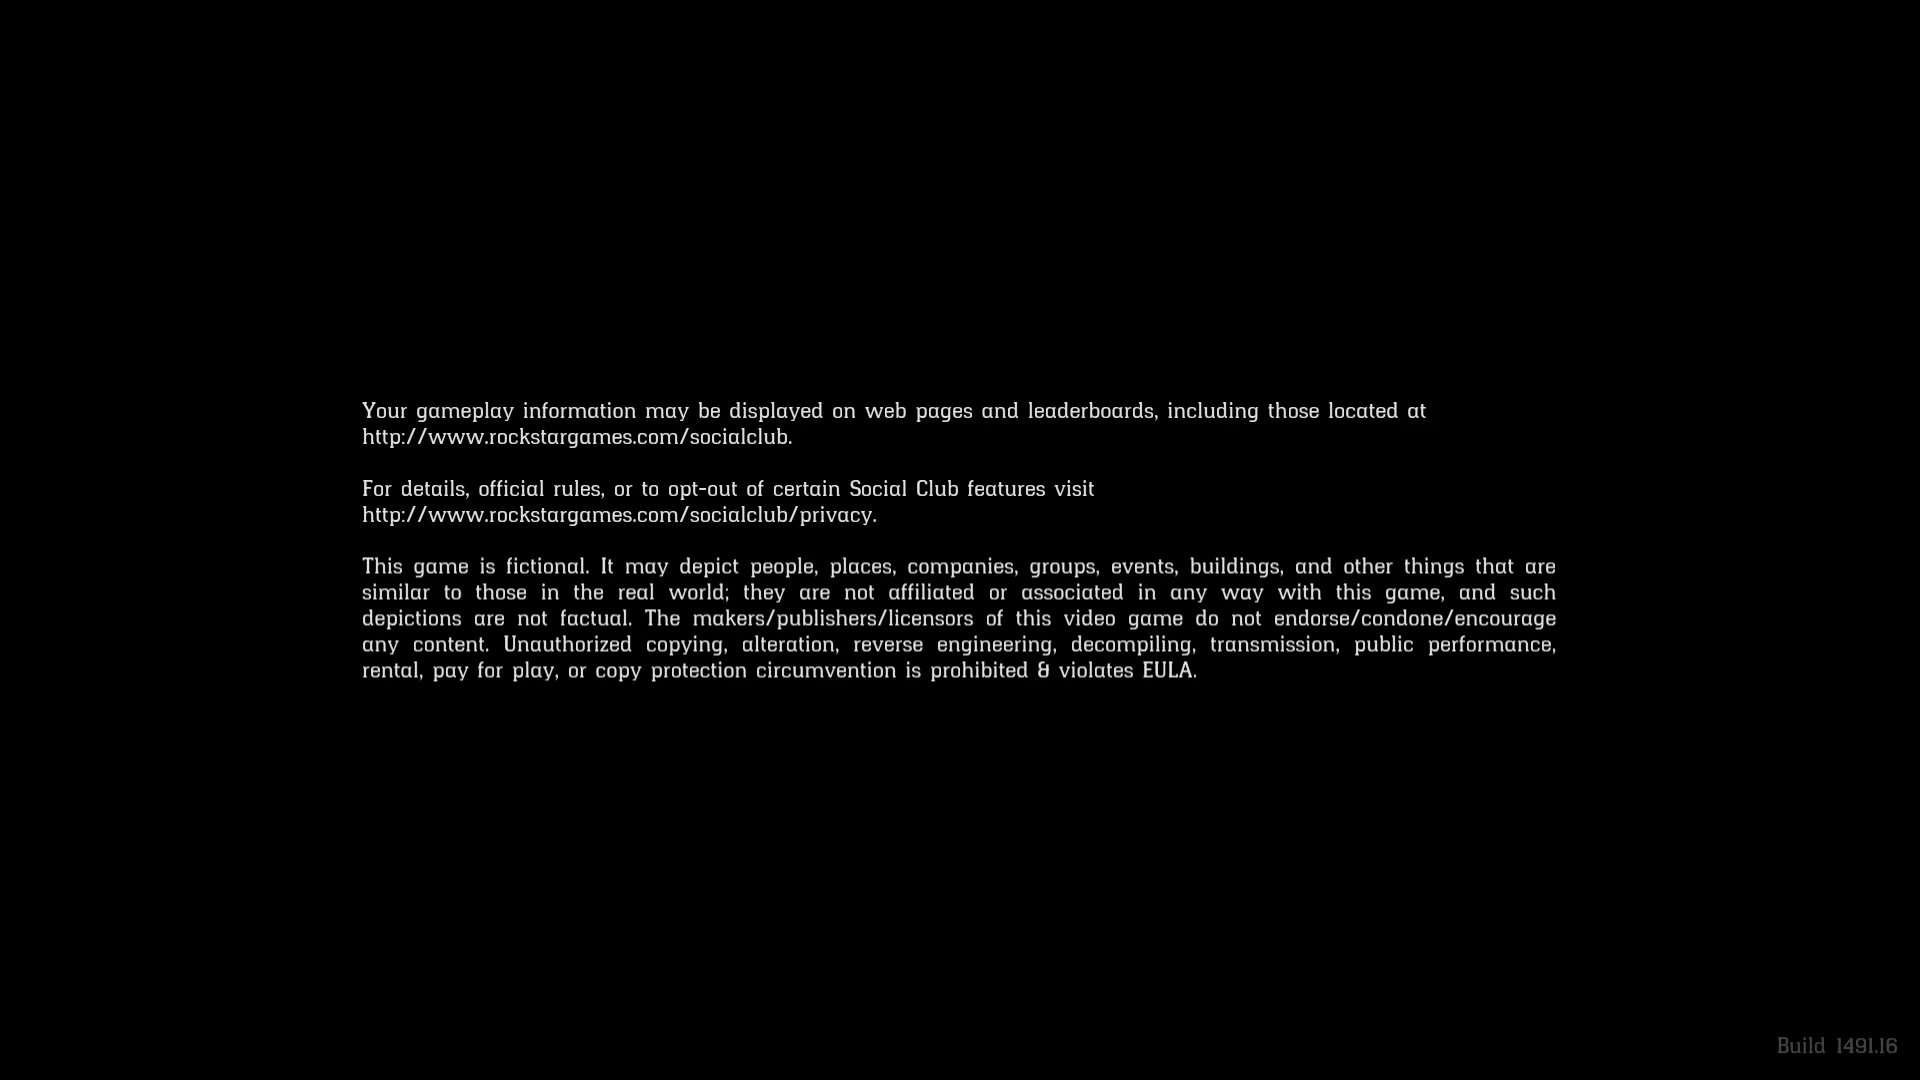 Your gameplay information may be displayed on web pages and leaderboards, including those located at
http://www.rockstargames.com/socialclub.
For details, official rules, or to opt-out of certain Social Club features visit
http://www.rockstargames.com/socialclub/privacy.
This game is fictional. It may depict people, places, companies, groups, events, buildings, and other things that are
similar to those in the real world; they are not affiliated or associated in any way with this game, and such
depictions are not factual. The makers/publishers/licensors of this video game do not endorse/condone/encourage
any content. Unauthorized copying, alteration, reverse engineering, decompiling, transmission, public performance,
rental, pay for play, or copy protection circumvention is prohibited & violates EULA.
Build 1491.16